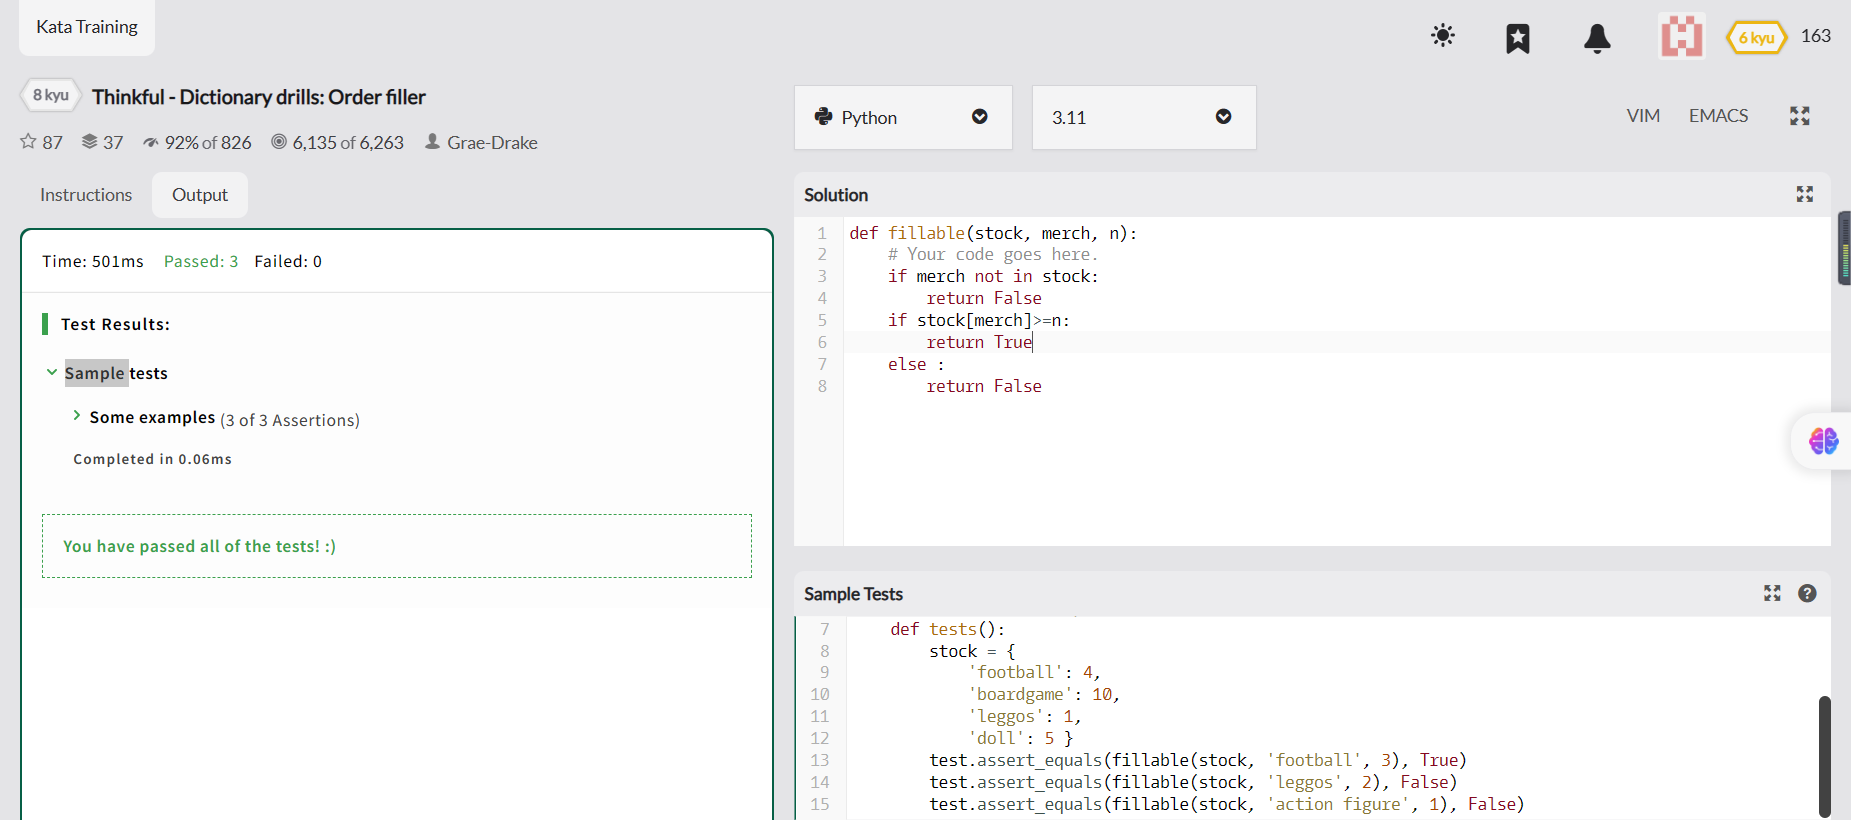 Kata Training
6 kyu 163
8 kyu Thinkful - Dictionary drills: Order filler
87 37 92% of 826 6,135 of 6,263 Grae-Drake
Python
3.11
VIM EMACS
Instructions Output
Time: 501ms Passed: 3 Failed: 0
Test Results:
Sample tests
Some examples (3 of 3 Assertions)
Completed in 0.06ms
You have passed all of the tests! :)
Solution
1 def fillable(stock, merch, n):
2 # Your code goes here.
3 if merch not in stock:
4 return False
5 if stock[merch]>=n:
6 return True
7 else :
8 return False
Sample Tests
7 def tests():
8 stock = {
9 'football': 4,
10 'boardgame': 10,
11 'leggos': 1,
12 'doll': 5 }
13 test.assert_equals(fillable(stock, 'football', 3), True)
14 test.assert_equals(fillable(stock, 'leggos', 2), False)
15 test.assert_equals(fillable(stock, 'action figure', 1), False)